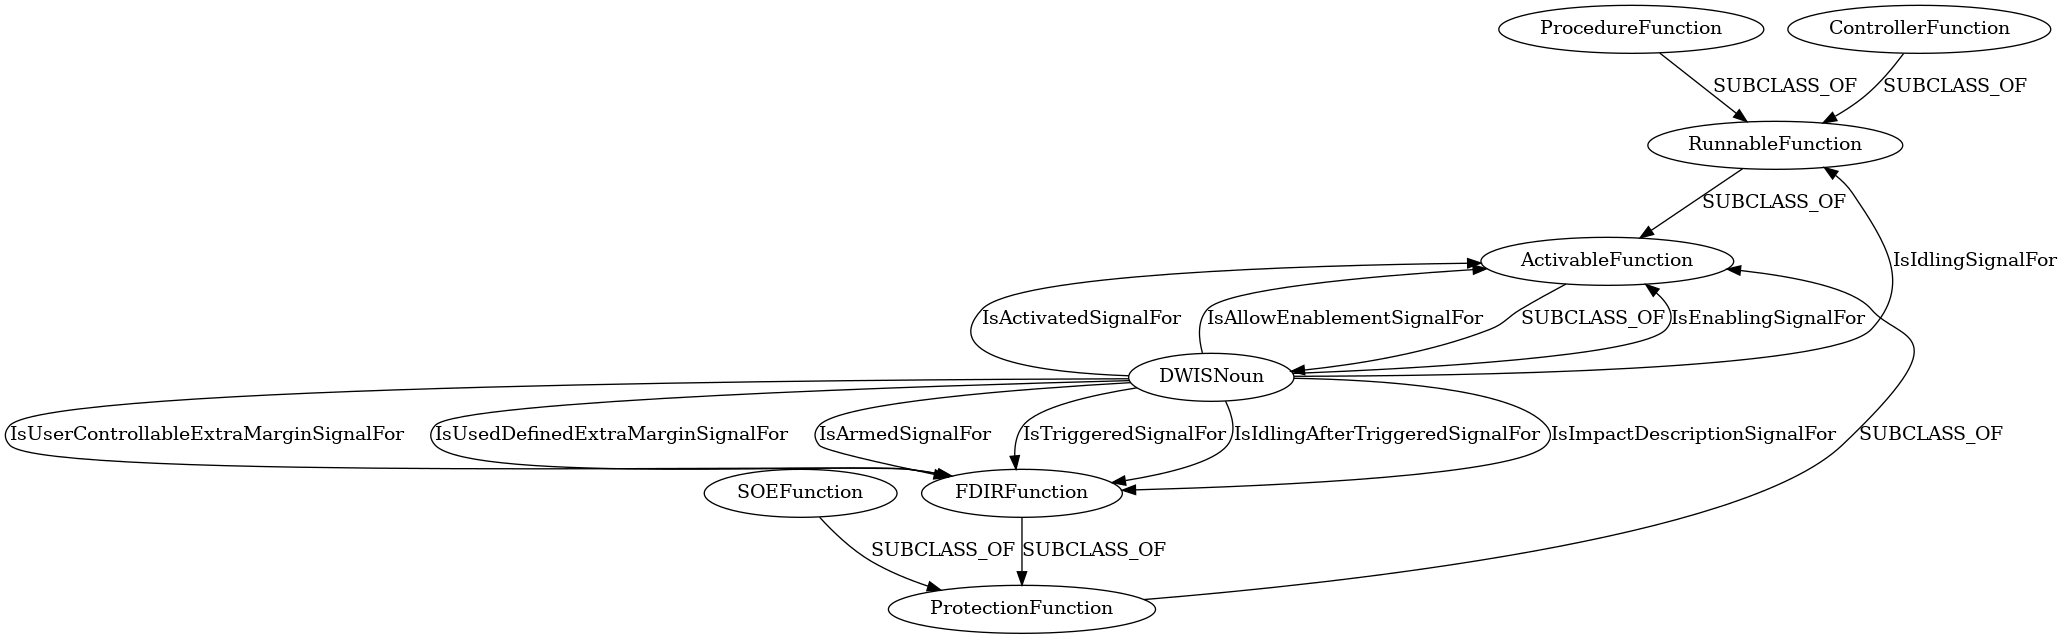 ProcedureFunction
ControllerFunction
SUBCLASS_OF
SUBCLASS_OF
RunnableFunction
SUBCLASS_OF
ActivableFunction
IsIdlingSignalFor
IsActivatedSignalFor
IsAllowEnablementSignalFor
SUBCLASS_OF
IsEnablingSignalFor
DWISNoun
IsUserControllableExtraMarginSignalFor
IsUsedDefinedExtraMarginSignalFor
IsArmedSignalFor
IsTriggeredSignalFor
IsIdlingAfterTriggeredSignalFor
IsImpactDescriptionSignalFor
SUBCLASS_OF
SOEFunction
FDIRFunction
SUBCLASS_OF
SUBCLASS_OF
ProtectionFunction